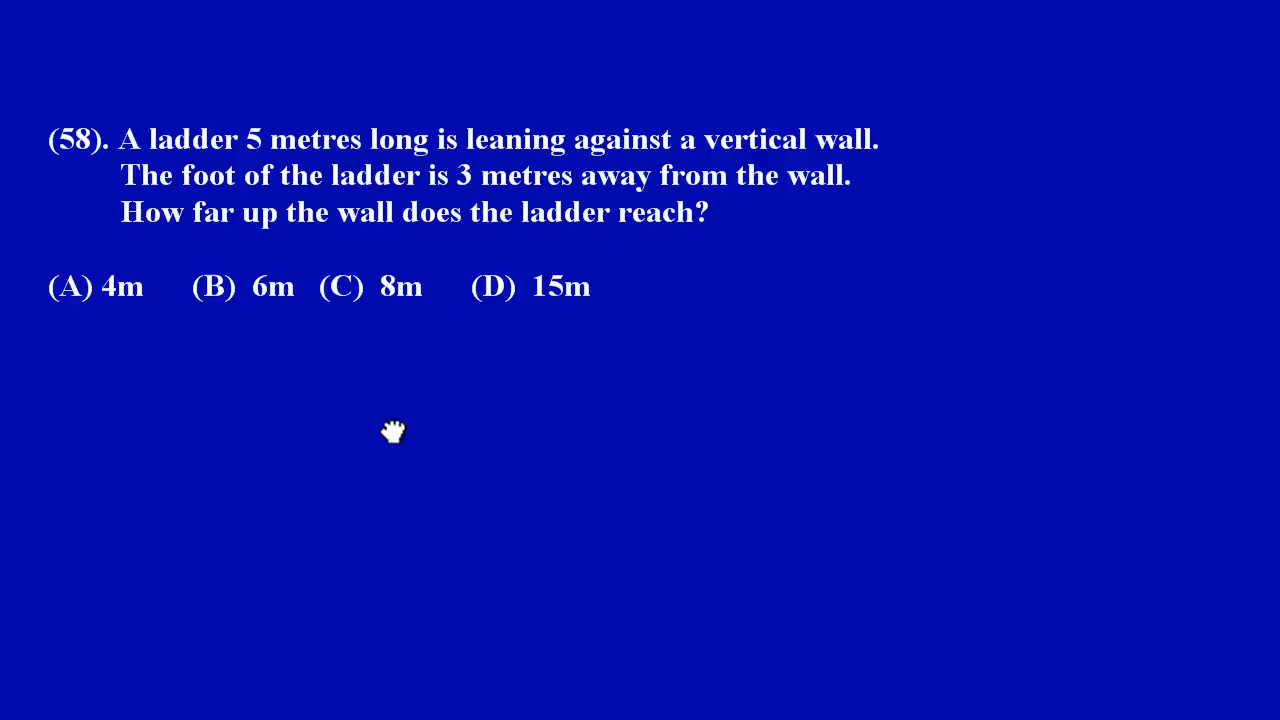 (58). A ladder 5 metres long is leaning against a vertical wall.
The foot of the ladder is 3 metres away from the wall.
How far up the wall does the ladder reach?
(A) 4m (B) 6m (C) 8m (D) 15m